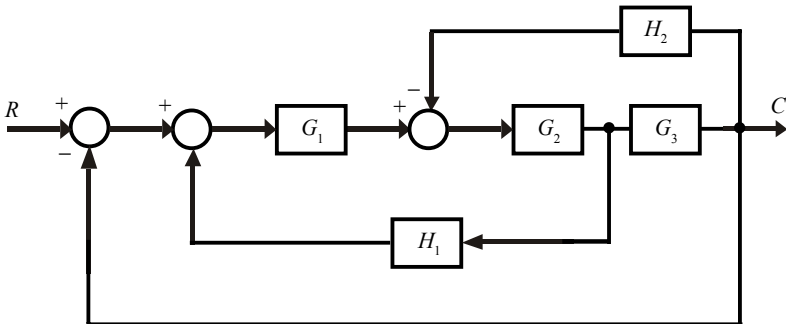 H₂
−
R
+
+
+
C
G₁
G₂
G₃
−
H₁